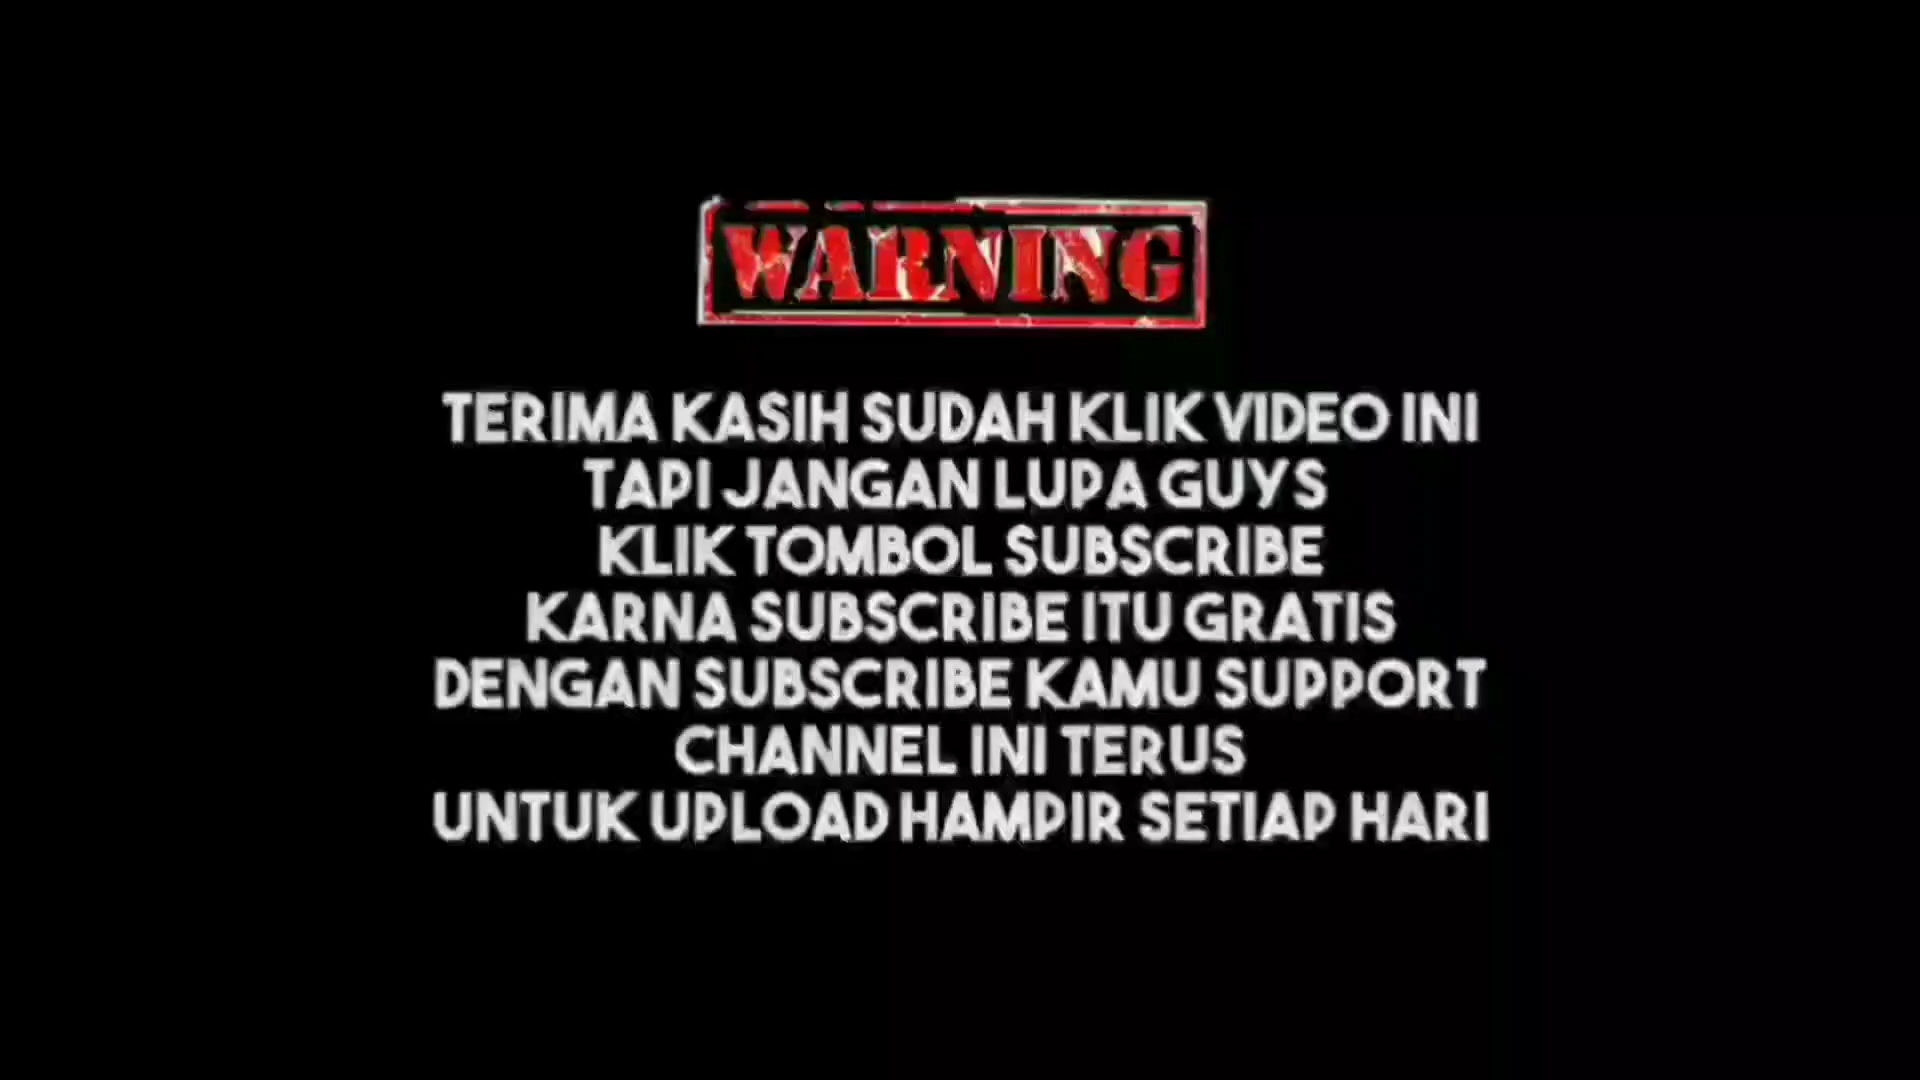 WARNING
TERIMA KASIH SUDAH KLIK VIDEO INI
TAPI JANGAN LUPA GUYS
KLIK TOMBOL SUBSCRIBE
KARNA SUBSCRIBE ITU GRATIS
DENGAN SUBSCRIBE KAMU SUPPORT
CHANNEL INI TERUS
UNTUK UPLOAD HAMPIR SETIAP HARI